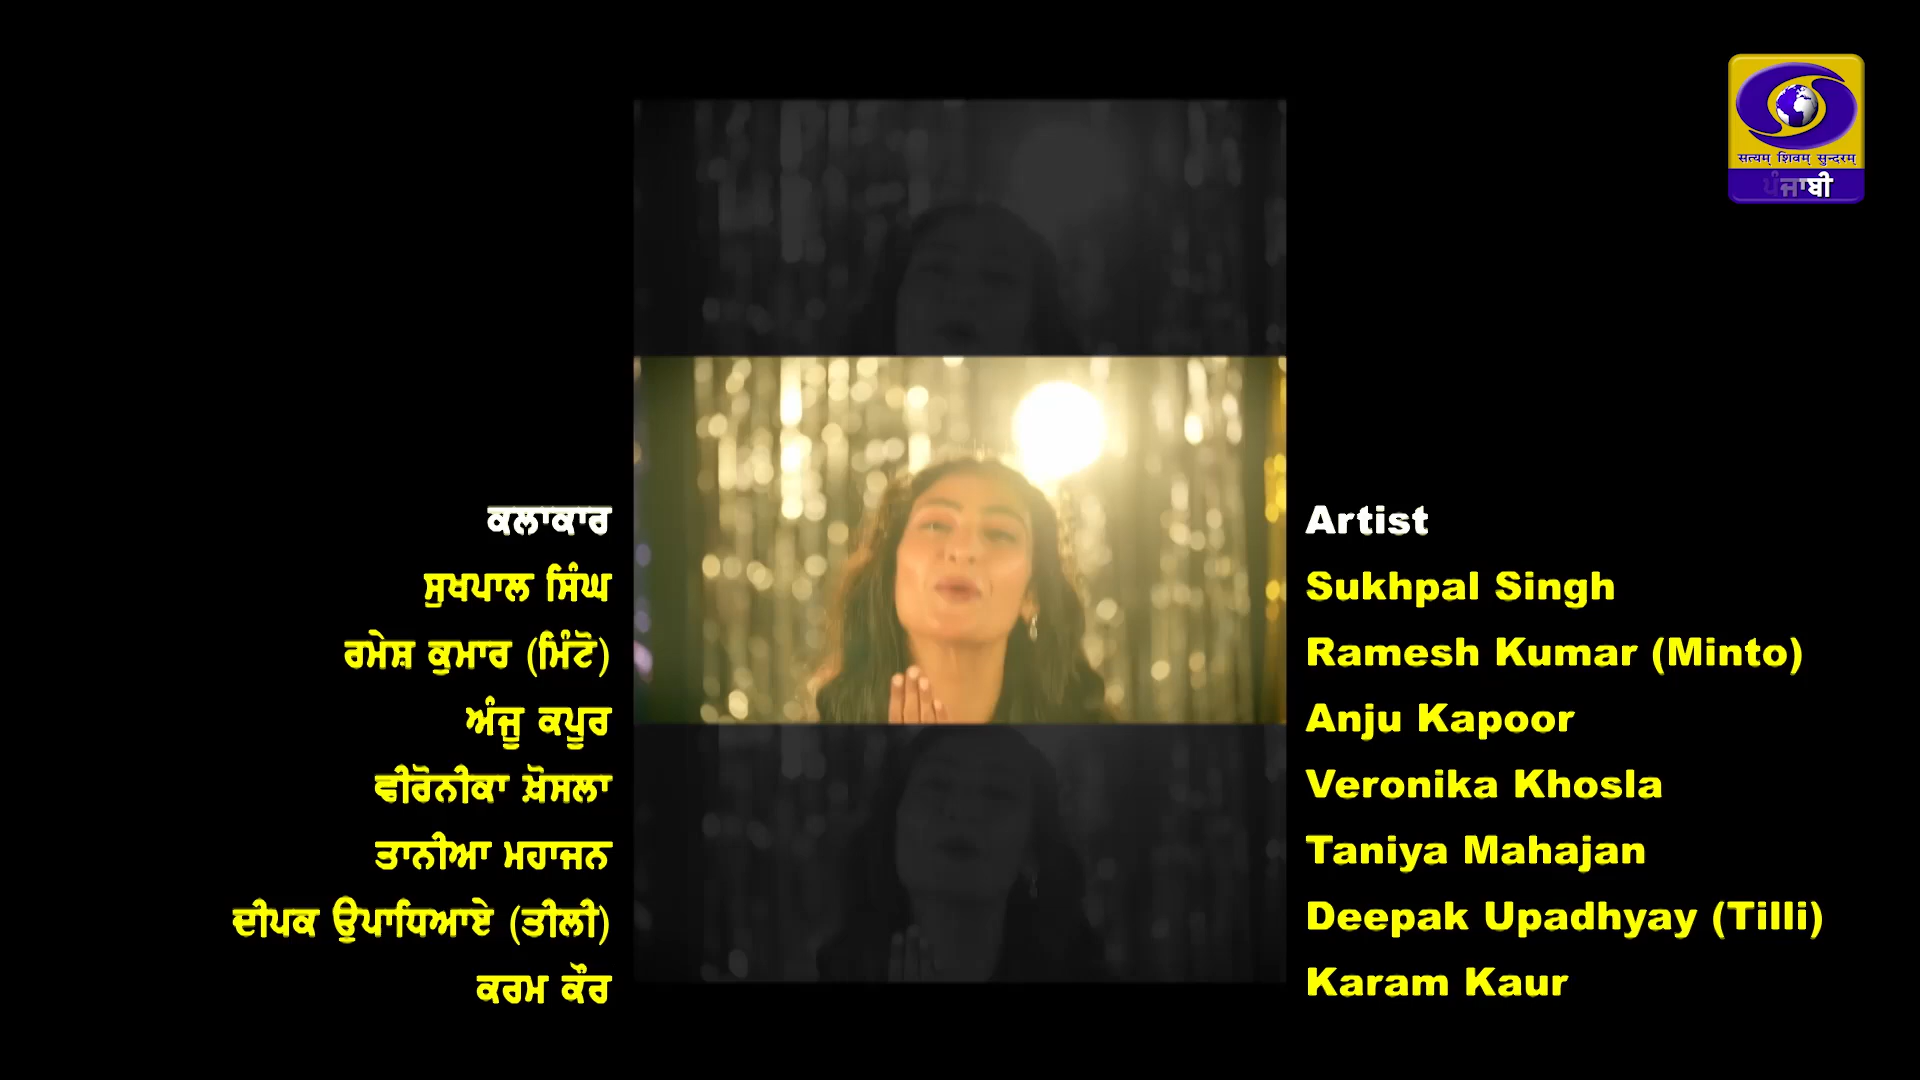 सत्यम् शिवम् सुन्दरम्
ਪੰਜਾਬੀ
ਕਲਾਕਾਰ
Artist
ਸੁਖਪਾਲ ਸਿੰਘ
Sukhpal Singh
ਰਮੇਸ਼ ਕੁਮਾਰ (ਮਿੰਟੋ)
Ramesh Kumar (Minto)
ਅੰਜੂ ਕਪੂਰ
Anju Kapoor
ਵੀਰੋਨੀਕਾ ਖ਼ੋਸਲਾ
Veronika Khosla
ਤਾਨੀਆ ਮਹਾਜਨ
Taniya Mahajan
ਦੀਪਕ ਉਪਾਧਿਆਏ (ਤੀਲੀ)
Deepak Upadhyay (Tilli)
ਕਰਮ ਕੌਰ
Karam Kaur